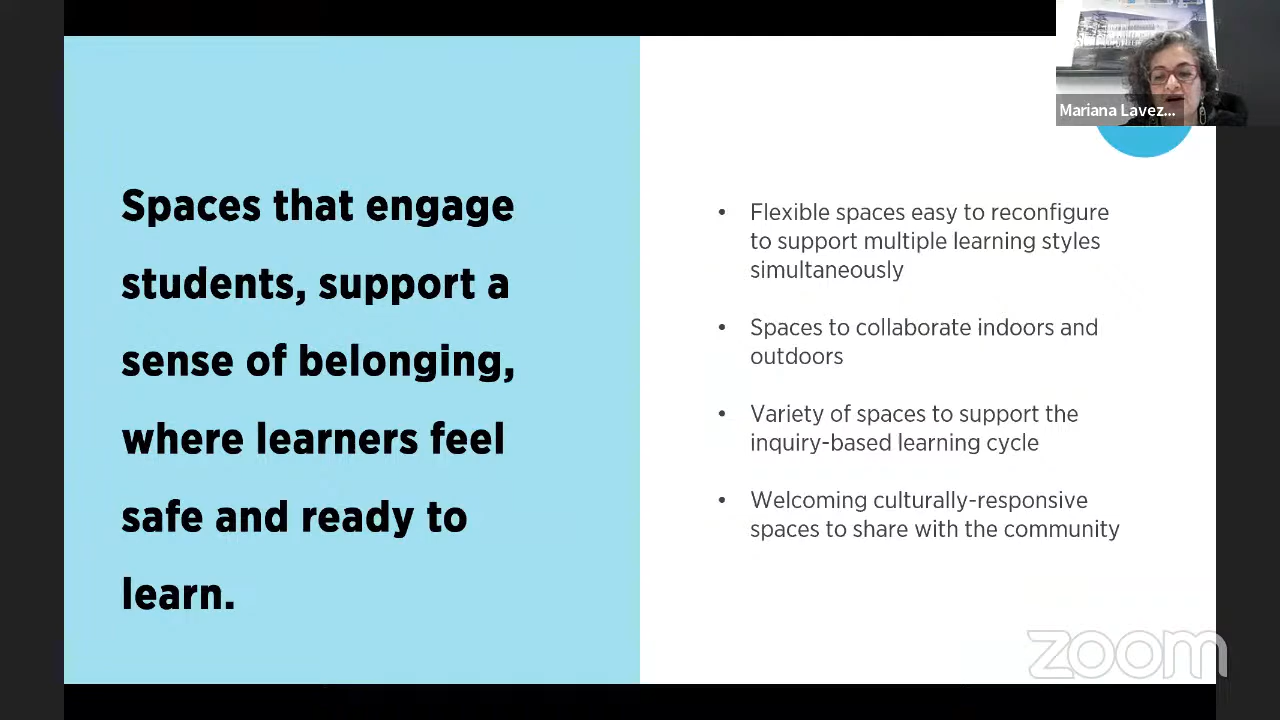 Mariana Lavez...
Spaces that engage
students, support a
sense of belonging,
where learners feel
safe and ready to
learn.
• Flexible spaces easy to reconfigure
to support multiple learning styles
simultaneously
• Spaces to collaborate indoors and
outdoors
• Variety of spaces to support the
inquiry-based learning cycle
• Welcoming culturally-responsive
spaces to share with the community
zoom